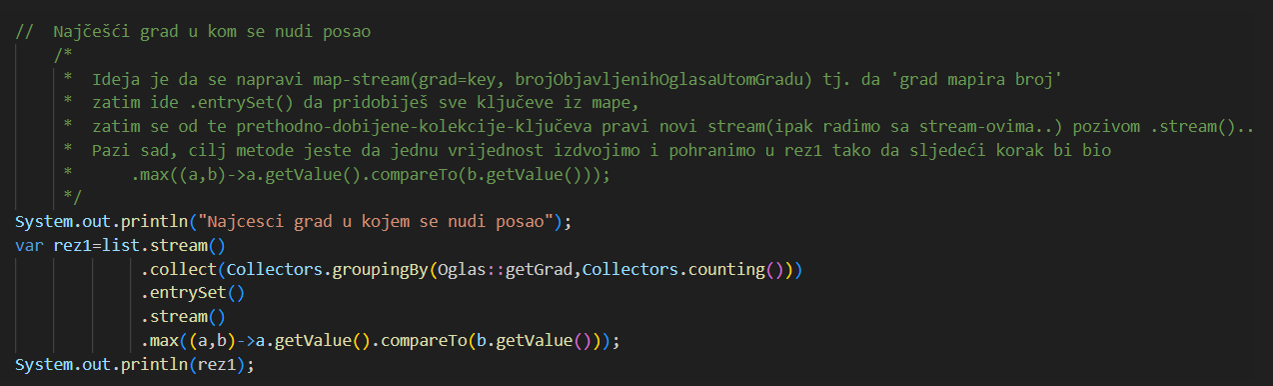 //  Najčešći grad u kom se nudi posao
/*
*  Ideja je da se napravi map-stream(grad=key, brojObjavljenihOglasaUtomGradu) tj. da 'grad mapira broj'
*  zatim ide .entrySet() da pridobiješ sve ključeve iz mape,
*  zatim se od te prethodno-dobijene-kolekcije-ključeva pravi novi stream(ipak radimo sa stream-ovima..) pozivom .stream()..
*  Pazi sad, cilj metode jeste da jednu vrijednost izdvojimo i pohranimo u rez1 tako da sljedeći korak bi bio
*      .max((a,b)->a.getValue().compareTo(b.getValue()));
*/
System.out.println("Najcesci grad u kojem se nudi posao");
var rez1=list.stream()
.collect(Collectors.groupingBy(Oglas::getGrad,Collectors.counting()))
.entrySet()
.stream()
.max((a,b)->a.getValue().compareTo(b.getValue()));
System.out.println(rez1);